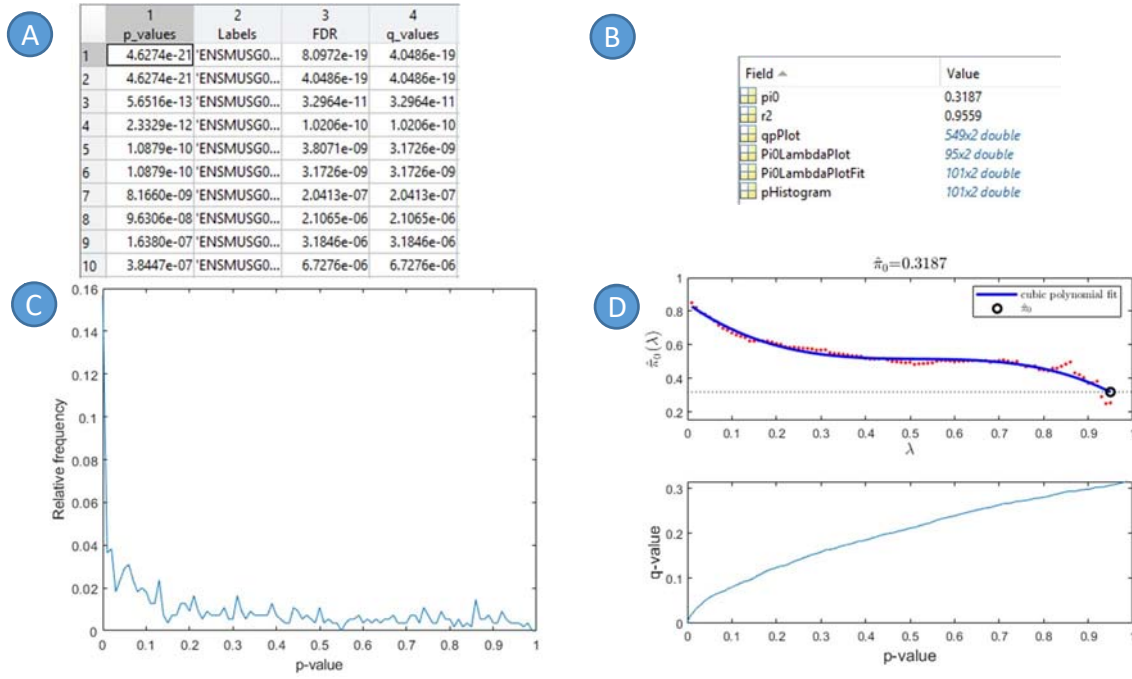 A
1 2 3 4
p_values Labels FDR q_values
1 4.6274e-21 'ENSMUSG0... 8.0972e-19 4.0486e-19
2 4.6274e-21 'ENSMUSG0... 4.0486e-19 4.0486e-19
3 5.6516e-13 'ENSMUSG0... 3.2964e-11 3.2964e-11
4 2.3329e-12 'ENSMUSG0... 1.0206e-10 1.0206e-10
5 1.0879e-10 'ENSMUSG0... 3.8071e-09 3.1726e-09
6 1.0879e-10 'ENSMUSG0... 3.1726e-09 3.1726e-09
7 8.1660e-09 'ENSMUSG0... 2.0413e-07 2.0413e-07
8 9.6306e-08 'ENSMUSG0... 2.1065e-06 2.1065e-06
9 1.6380e-07 'ENSMUSG0... 3.1846e-06 3.1846e-06
10 3.8447e-07 'ENSMUSG0... 6.7276e-06 6.7276e-06
B
Field Value
pi0 0.3187
r2 0.9559
qpPlot 549x2 double
Pi0LambdaPlot 95x2 double
Pi0LambdaPlotFit 101x2 double
pHistogram 101x2 double
C
0.16
0.14
0.12
0.1
0.08
0.06
0.04
0.02
0
Relative frequency
0 0.1 0.2 0.3 0.4 0.5 0.6 0.7 0.8 0.9 1
p-value
D
π̂₀=0.3187
1
0.8
0.6
0.4
0.2
π̂₀(λ)
cubic polynomial fit
π̂₀
0 0.1 0.2 0.3 0.4 0.5 0.6 0.7 0.8 0.9 1
λ
0.3
0.2
0.1
0
q-value
0 0.1 0.2 0.3 0.4 0.5 0.6 0.7 0.8 0.9 1
p-value